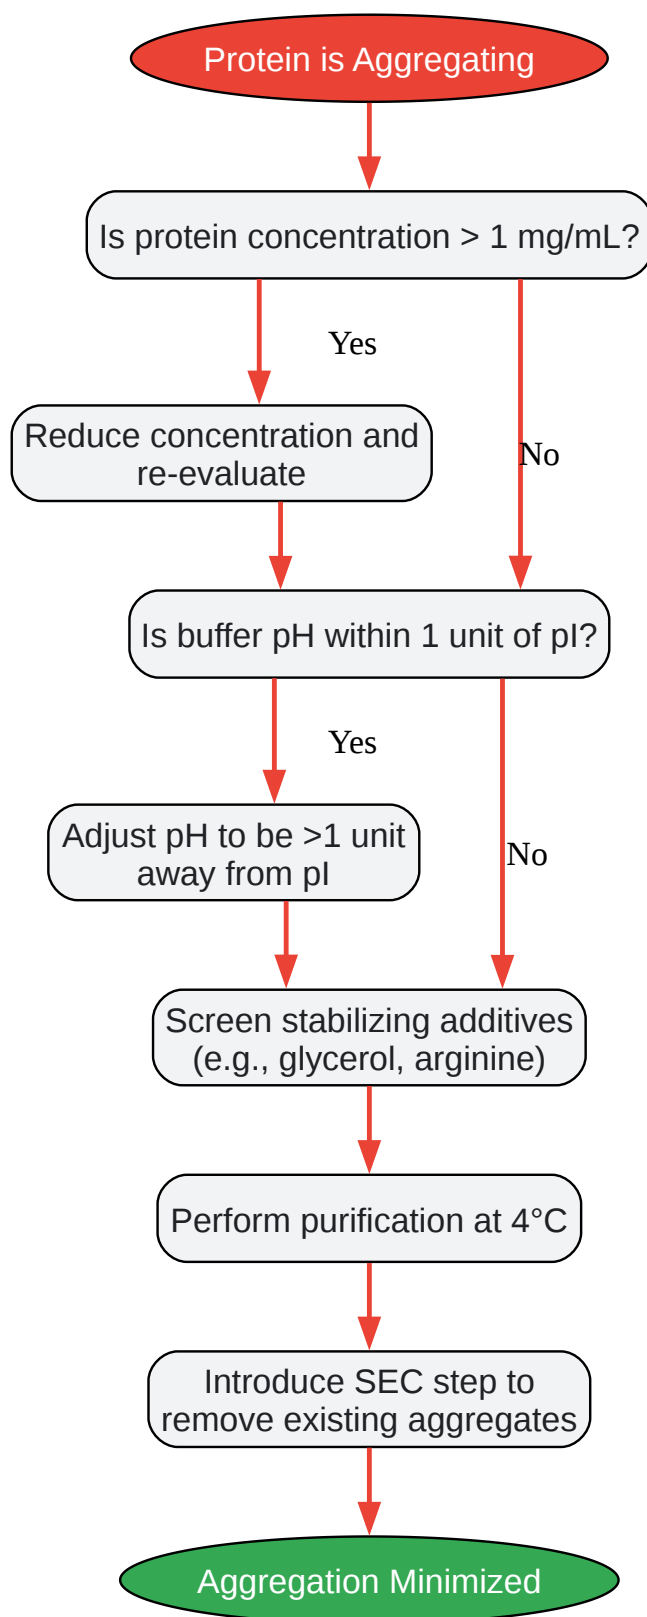 Protein is Aggregating
Is protein concentration > 1 mg/mL?
Yes
Reduce concentration and
re-evaluate
No
Is buffer pH within 1 unit of pI?
Yes
Adjust pH to be >1 unit
away from pI
No
Screen stabilizing additives
(e.g., glycerol, arginine)
Perform purification at 4°C
Introduce SEC step to
remove existing aggregates
Aggregation Minimized